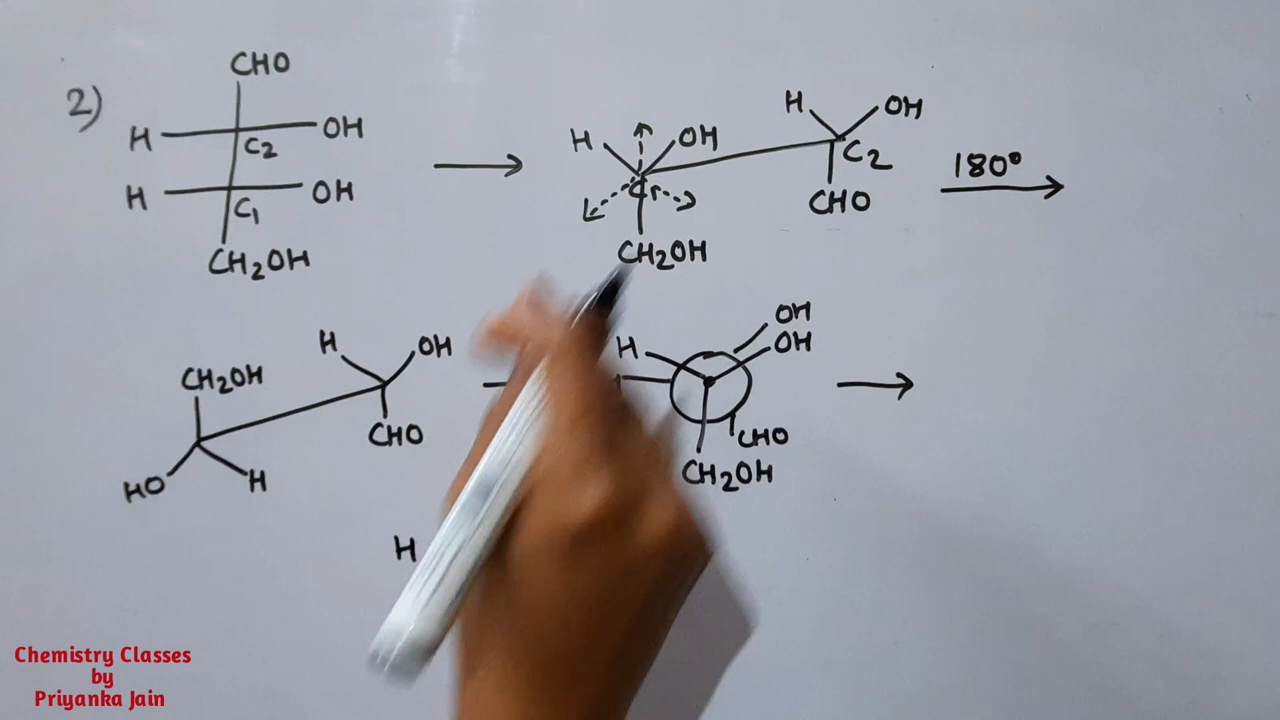 2)
CHO
H OH
C2
H OH
C1
CH2OH
H OH
C1
CH2OH
H OH
C2
CHO
180°
CH2OH
HO H
H OH
CHO
OH
H OH
CHO
CH2OH
H
Chemistry Classes
by
Priyanka Jain